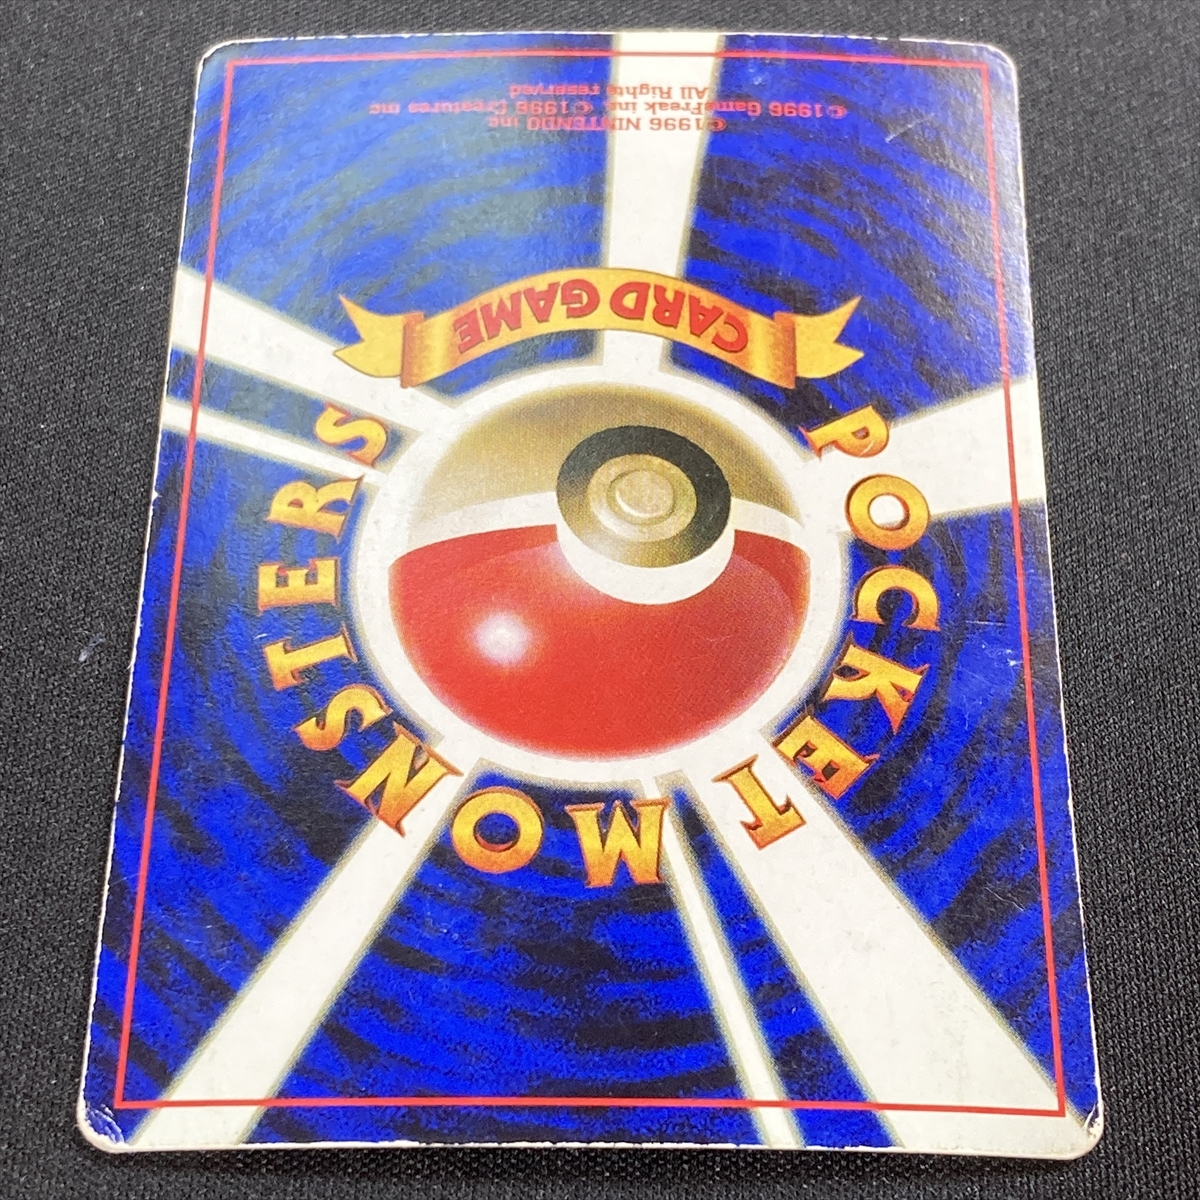 POCKET MONSTERS
CARD GAME
©1996 NINTENDO inc
©1996 GameFreak inc. ©1996 Creatures inc
All Rights reserved